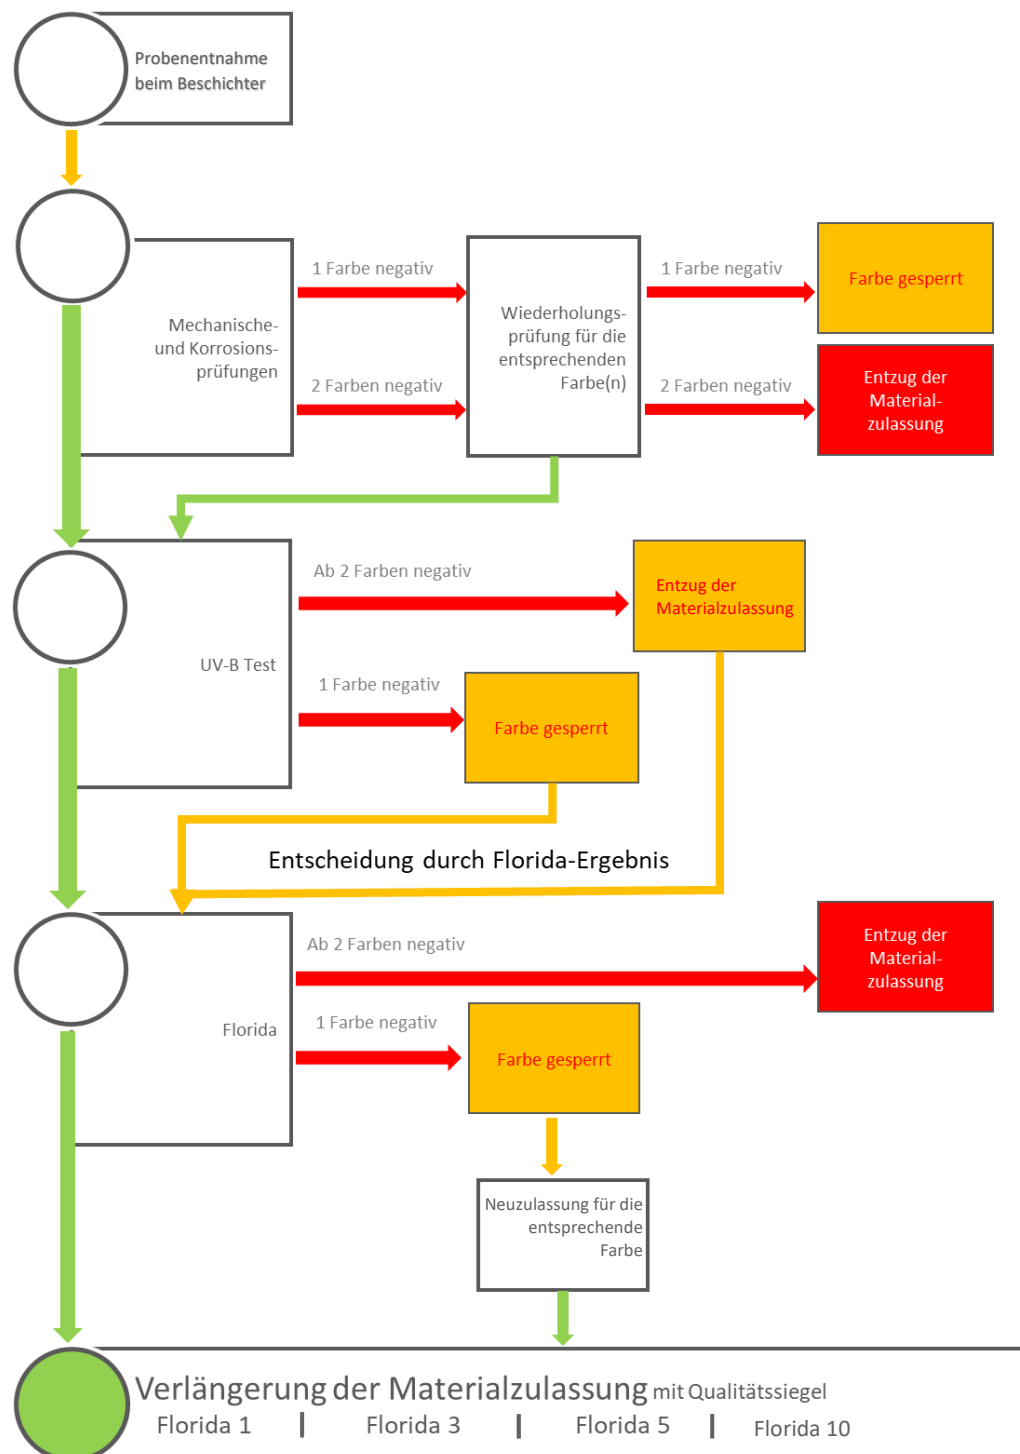 Probenentnahme
beim Beschichter
1 Farbe negativ
1 Farbe negativ
Farbe gesperrt
Mechanische-
und Korrosions-
prüfungen
Wiederholungs-
prüfung für die
entsprechenden
Farbe(n)
2 Farben negativ
2 Farben negativ
Entzug der
Material-
zulassung
Ab 2 Farben negativ
Entzug der
Materialzulassung
UV-B Test
1 Farbe negativ
Farbe gesperrt
Entscheidung durch Florida-Ergebnis
Ab 2 Farben negativ
Entzug der
Material-
zulassung
Florida
1 Farbe negativ
Farbe gesperrt
Neuzulassung für die
entsprechende
Farbe
Verlängerung der Materialzulassung mit Qualitätssiegel
Florida 1 | Florida 3 | Florida 5 | Florida 10